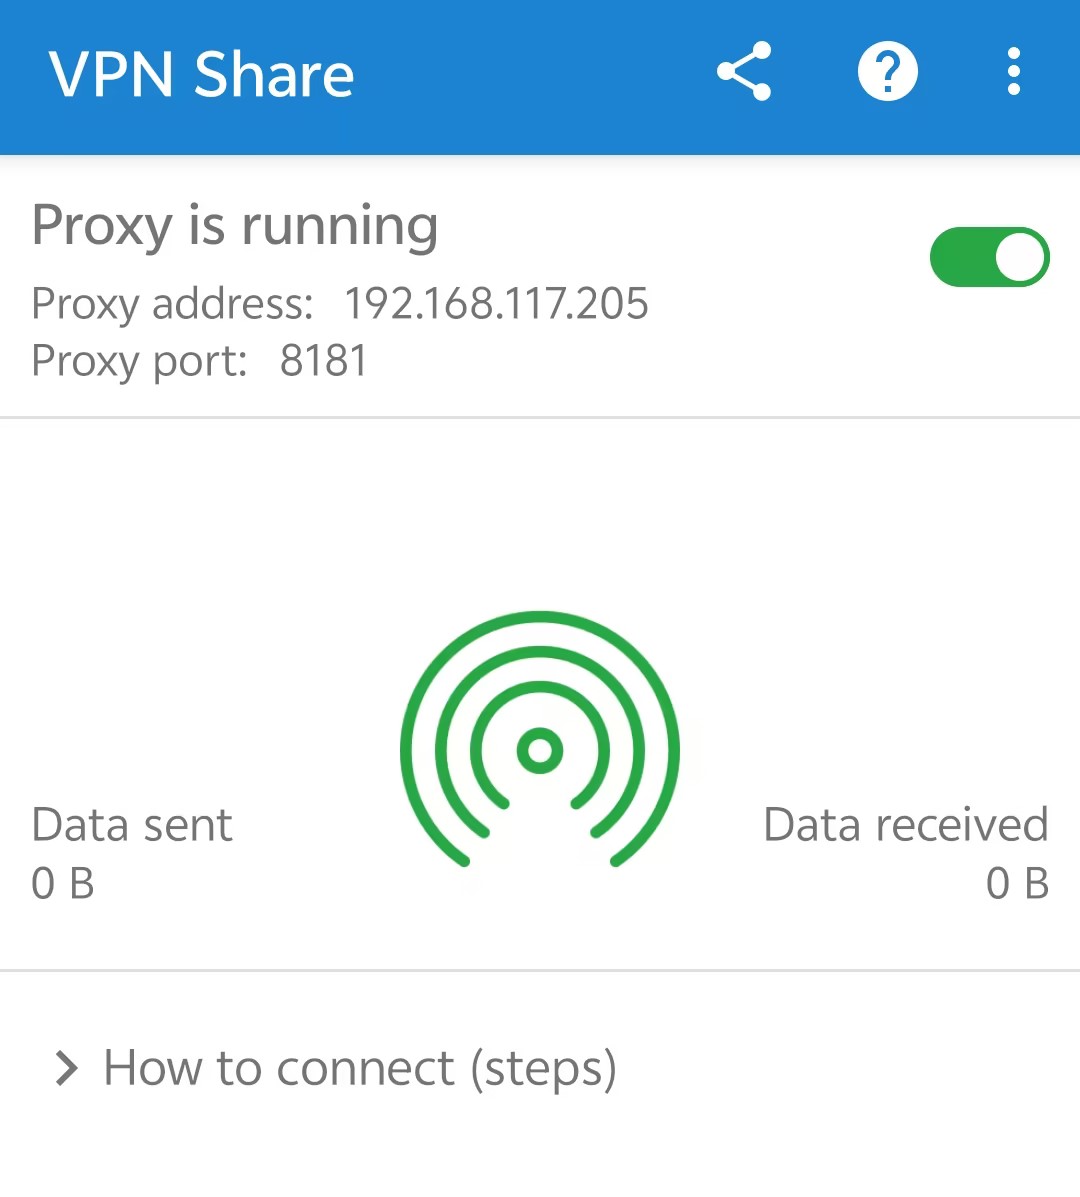 VPN Share
Proxy is running
Proxy address: 192.168.117.205
Proxy port: 8181
Data sent
0 B
Data received
0 B
How to connect (steps)